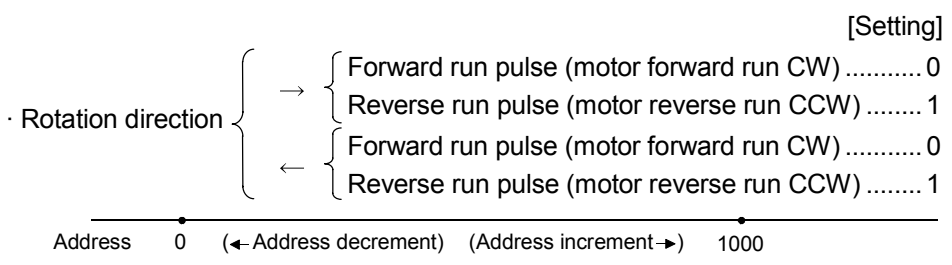 [Setting]
→ Forward run pulse (motor forward run CW) ........... 0
Reverse run pulse (motor reverse run CCW) ........ 1
· Rotation direction
← Forward run pulse (motor forward run CW) ........... 0
Reverse run pulse (motor reverse run CCW) ........ 1
Address 0 (←Address decrement) (Address increment→) 1000